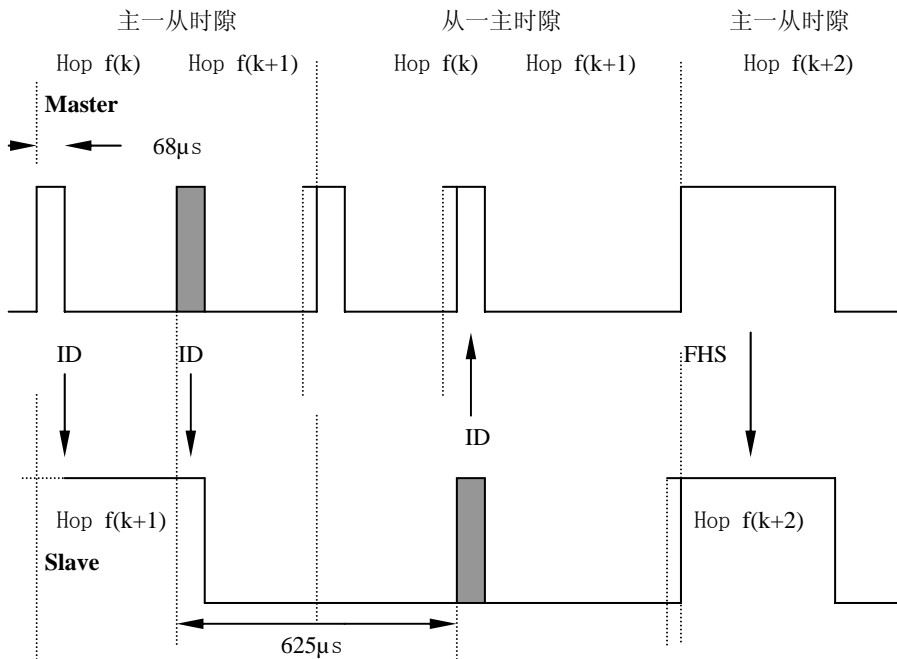 主一从时隙 从一主时隙 主一从时隙
Hop f(k) Hop f(k+1) Hop f(k) Hop f(k+1) Hop f(k+2)
Master
68μs
ID ID FHS
ID
Hop f(k+1) Hop f(k+2)
Slave
625μs